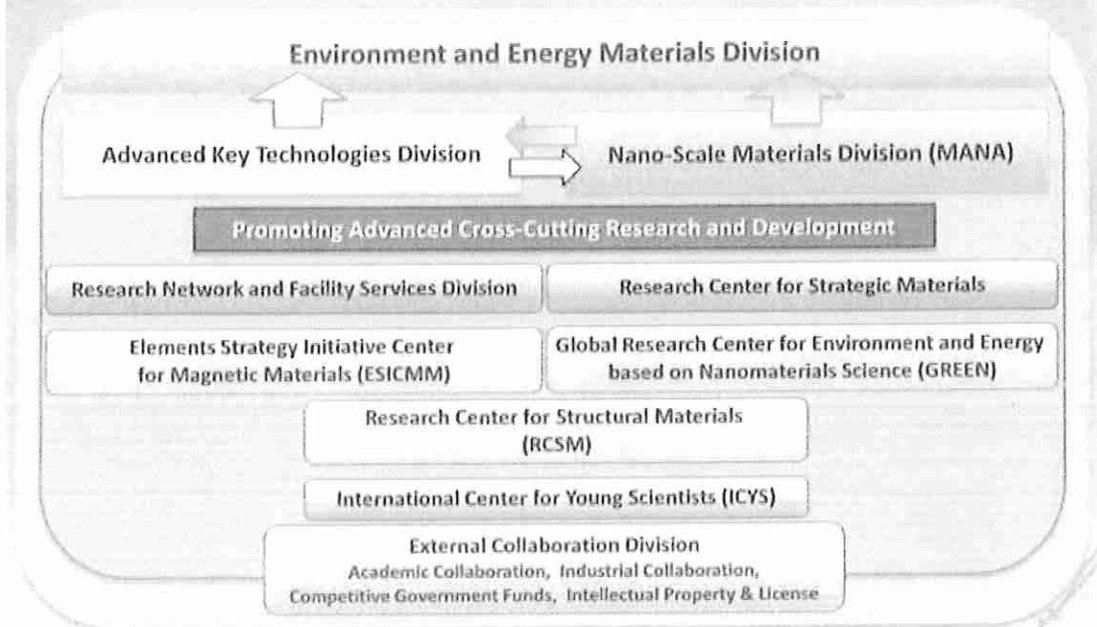 Environment and Energy Materials Division
Advanced Key Technologies Division
Nano-Scale Materials Division (MANA)
Promoting Advanced Cross-Cutting Research and Development
Research Network and Facility Services Division
Research Center for Strategic Materials
Elements Strategy Initiative Center
for Magnetic Materials (ESICMM)
Global Research Center for Environment and Energy
based on Nanomaterials Science (GREEN)
Research Center for Structural Materials
(RCSM)
International Center for Young Scientists (ICYS)
External Collaboration Division
Academic Collaboration, Industrial Collaboration,
Competitive Government Funds, Intellectual Property & License